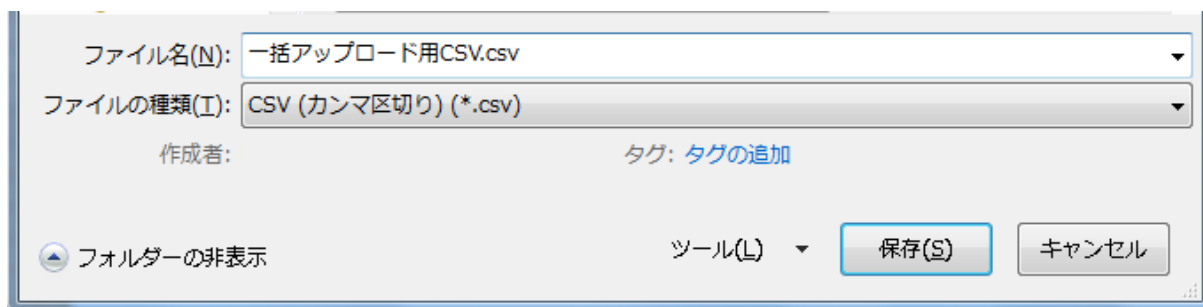 ファイル名(N): 一括アップロード用CSV.csv
ファイルの種類(T): CSV (カンマ区切り) (*.csv)
作成者: タグ: タグの追加
フォルダーの非表示 ツール(L) 保存(S) キャンセル